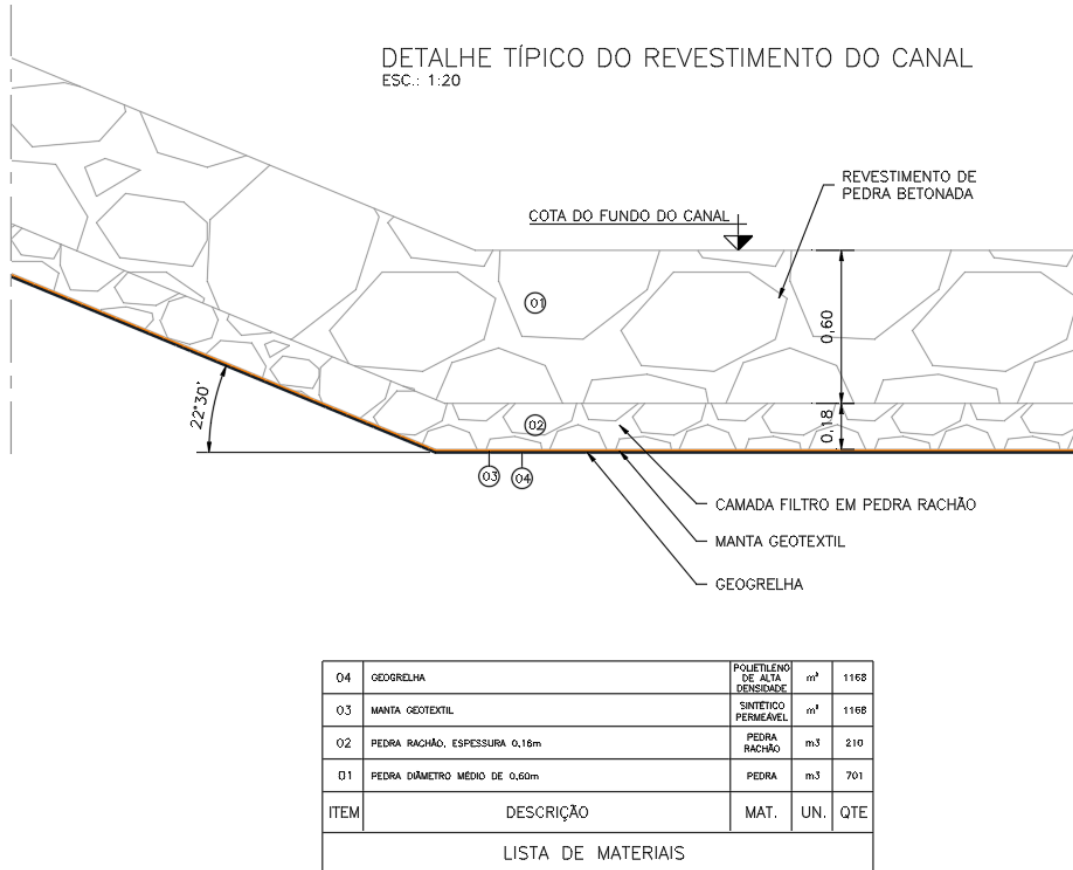 DETALHE TÍPICO DO REVESTIMENTO DO CANAL
ESC.: 1:20
REVESTIMENTO DE
PEDRA BETONADA
COTA DO FUNDO DO CANAL
01
0,60
22°30'
02
0,18
03
04
CAMADA FILTRO EM PEDRA RACHÃO
MANTA GEOTEXTIL
GEOGRELHA
04 GEOGRELHA POLIETILENO DE ALTA DENSIDADE m² 1168
03 MANTA GEOTEXTIL SINTÉTICO PERMEÁVEL m² 1168
02 PEDRA RACHÃO, ESPESSURA 0,18m PEDRA RACHÃO m3 210
01 PEDRA DIÂMETRO MÉDIO DE 0,60m PEDRA m3 701
ITEM DESCRIÇÃO MAT. UN. QTE
LISTA DE MATERIAIS